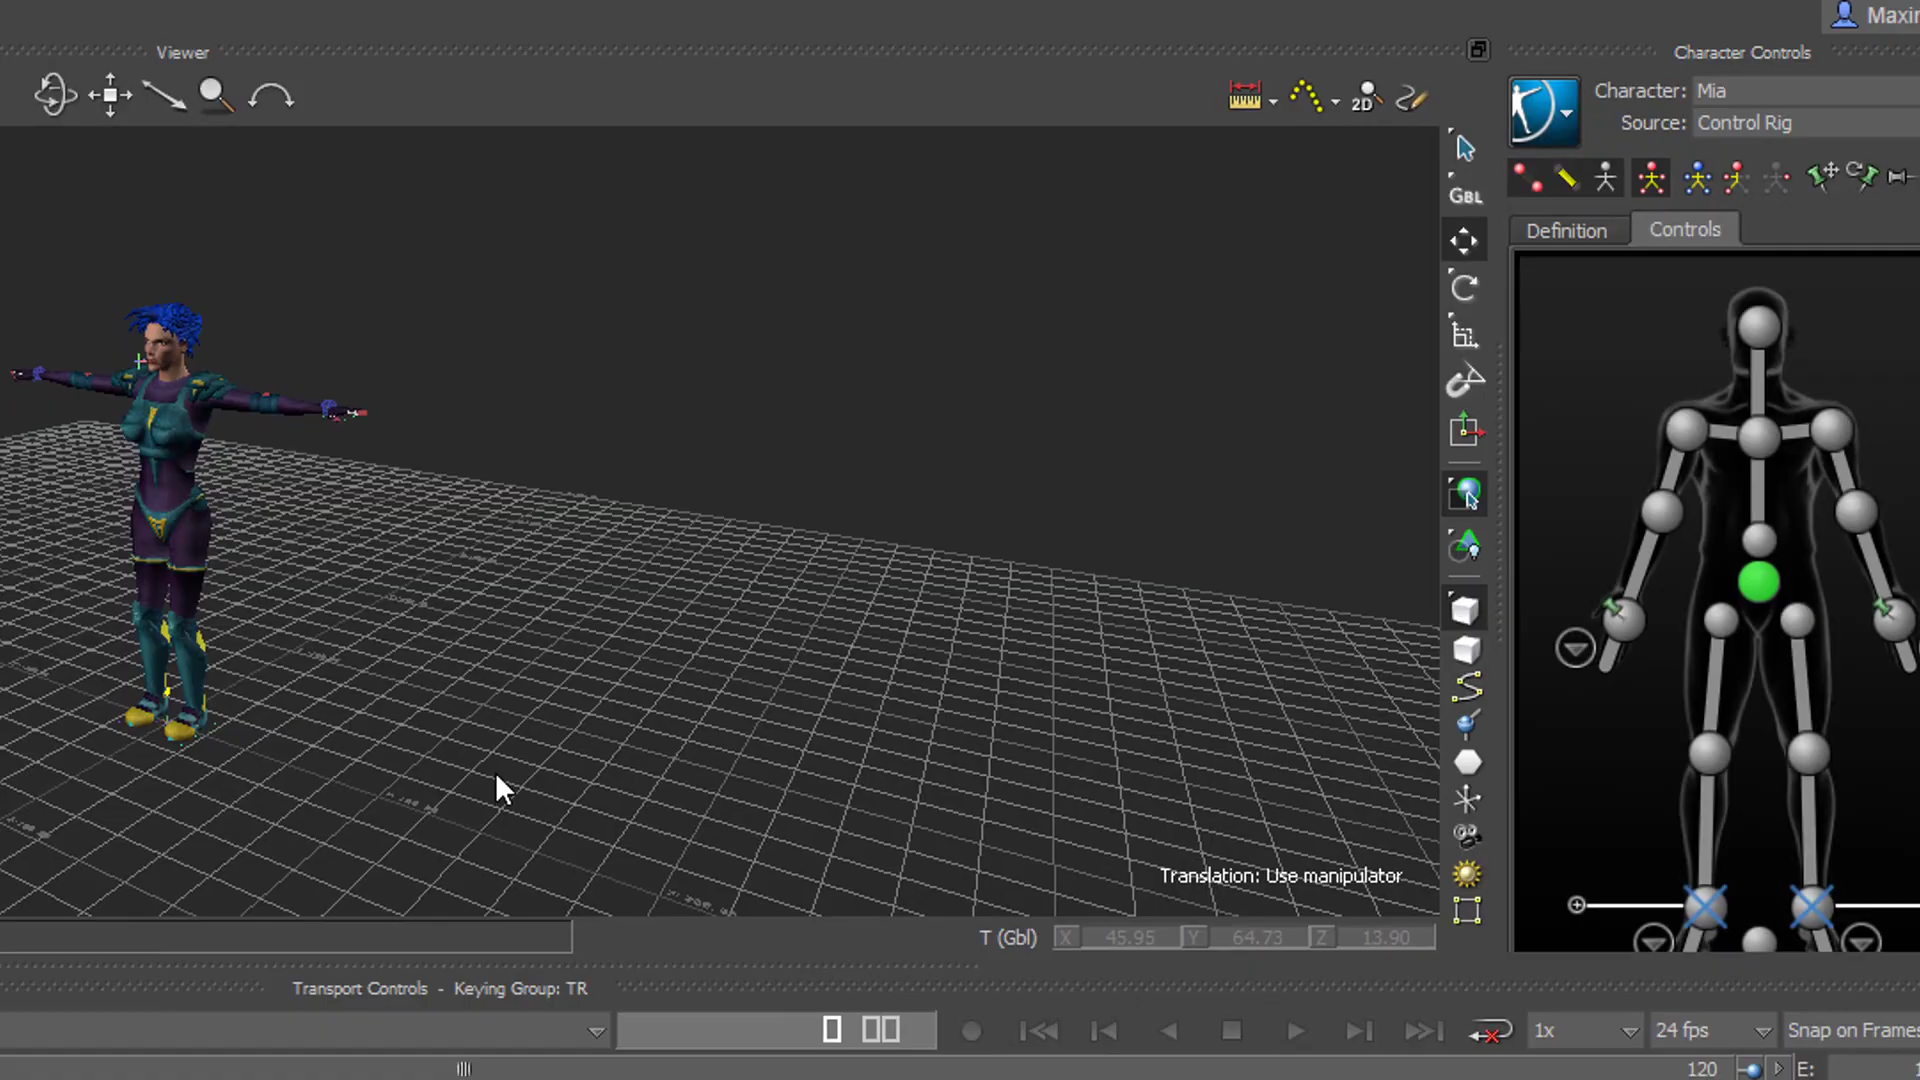 Maxim
Viewer
Character Controls
Character: Mia
Source: Control Rig
2D
GBL
Definition
Controls
Translation: Use manipulator
T (Gbl) X 45.95 Y 64.73 Z 13.90
Transport Controls - Keying Group: TR
1x
24 fps
Snap on Frames
120
E: